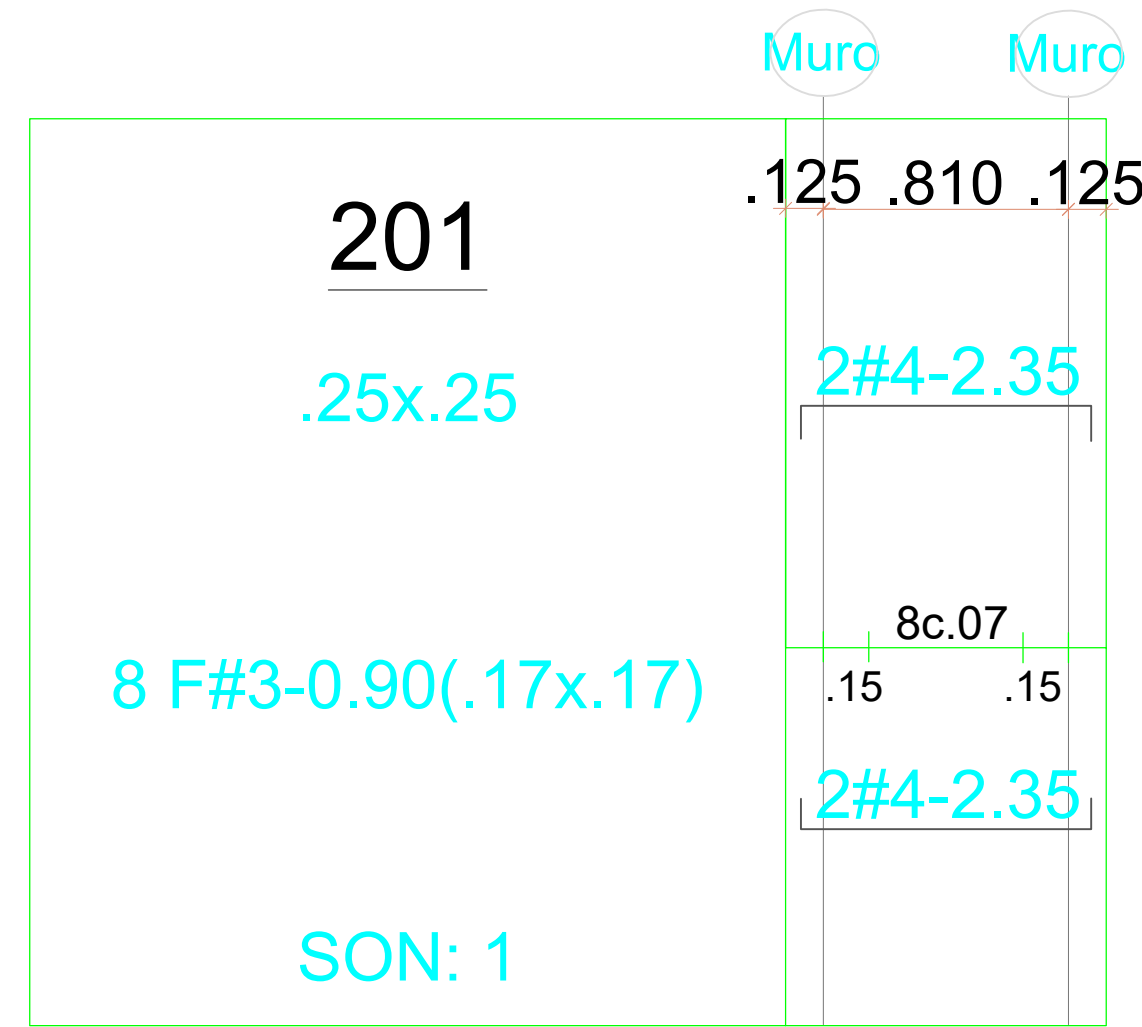 Muro Muro
.125 .810 .125
201
.25x.25
2#4-2.35
8c.07
8 F#3-0.90(.17x.17)
.15 .15
2#4-2.35
SON: 1